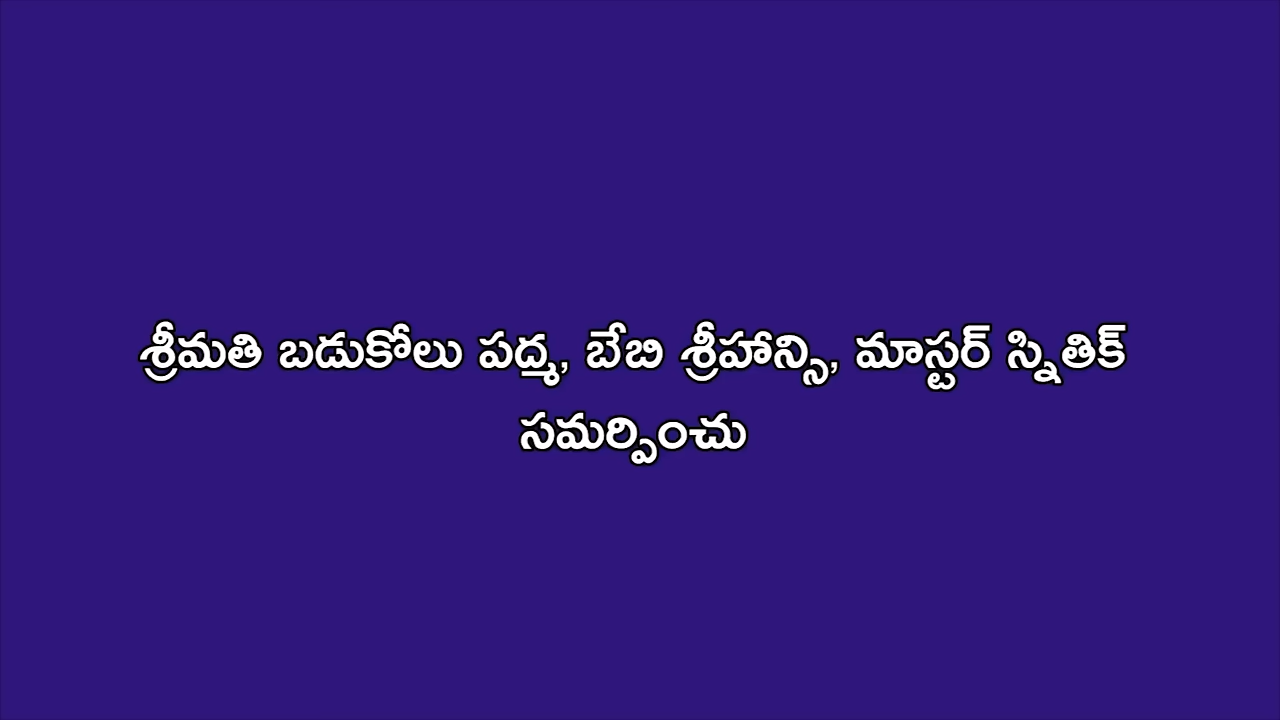 శ్రీమతి బడుకోలు పద్మ, బేబి శ్రీహాన్సి, మాస్టర్ స్నితిక్
సమర్పించు